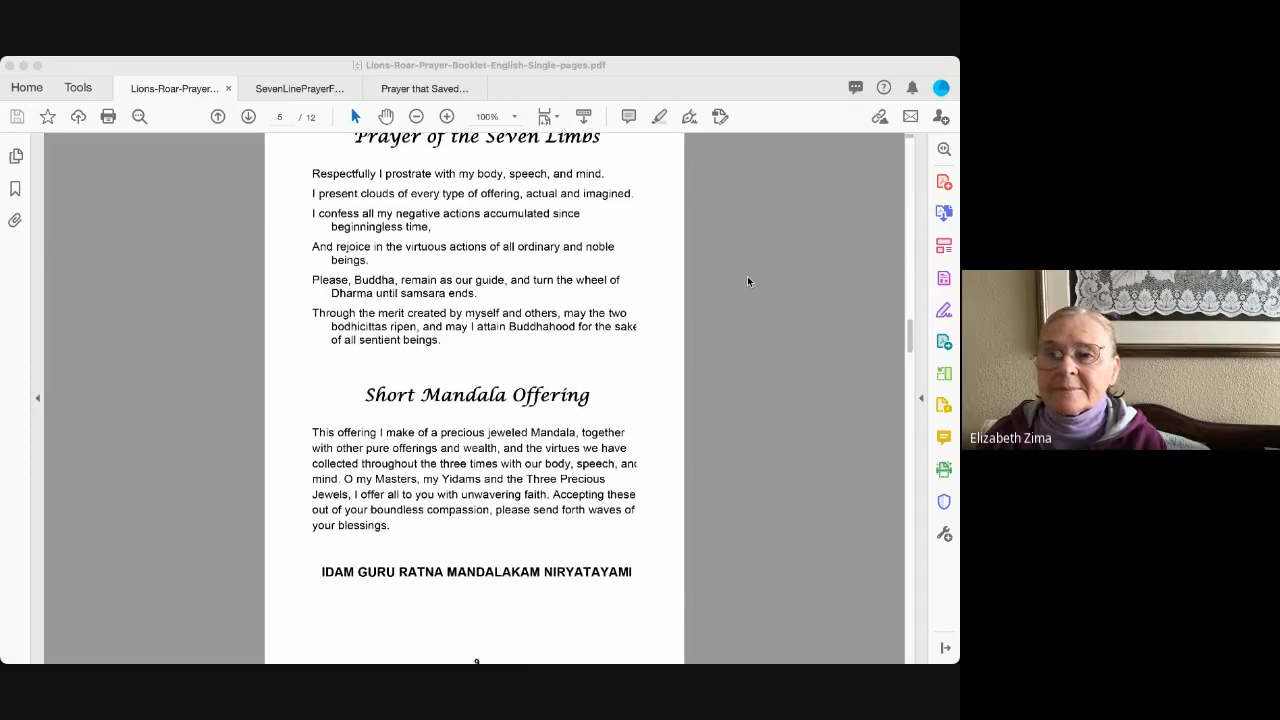 Lions-Roar-Prayer-Booklet-English-Single-pages.pdf
Home
Tools
Lions-Roar-Prayer...
SevenLinePrayerF...
Prayer that Saved...
5 / 12
100%
Prayer of the Seven Limbs
Respectfully I prostrate with my body, speech, and mind.
I present clouds of every type of offering, actual and imagined.
I confess all my negative actions accumulated since
beginningless time,
And rejoice in the virtuous actions of all ordinary and noble
beings.
Please, Buddha, remain as our guide, and turn the wheel of
Dharma until samsara ends.
Through the merit created by myself and others, may the two
bodhicittas ripen, and may I attain Buddhahood for the sake
of all sentient beings.
Short Mandala Offering
This offering I make of a precious jeweled Mandala, together
with other pure offerings and wealth, and the virtues we have
collected throughout the three times with our body, speech, and
mind. O my Masters, my Yidams and the Three Precious
Jewels, I offer all to you with unwavering faith. Accepting these
out of your boundless compassion, please send forth waves of
your blessings.
IDAM GURU RATNA MANDALAKAM NIRYATAYAMI
9
Elizabeth Zima